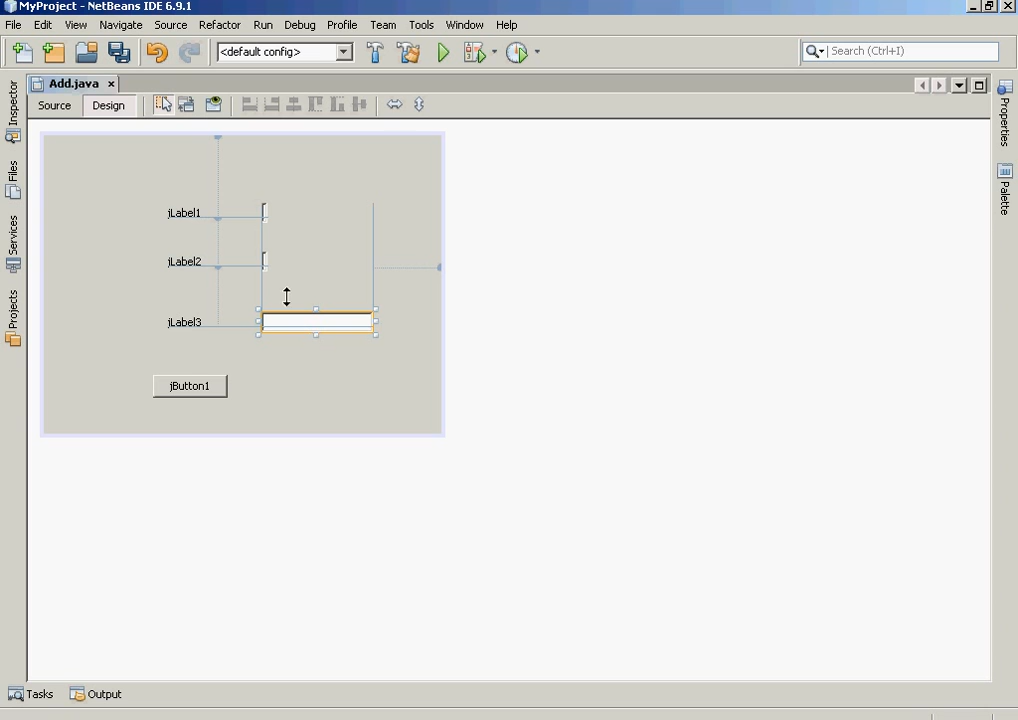 MyProject - NetBeans IDE 6.9.1
File Edit View Navigate Source Refactor Run Debug Profile Team Tools Window Help
<default config>
Search (Ctrl+I)
Add.java
Source Design
Inspector
Files
Services
Projects
Properties
Palette
jLabel1
jLabel2
jLabel3
jButton1
Tasks Output